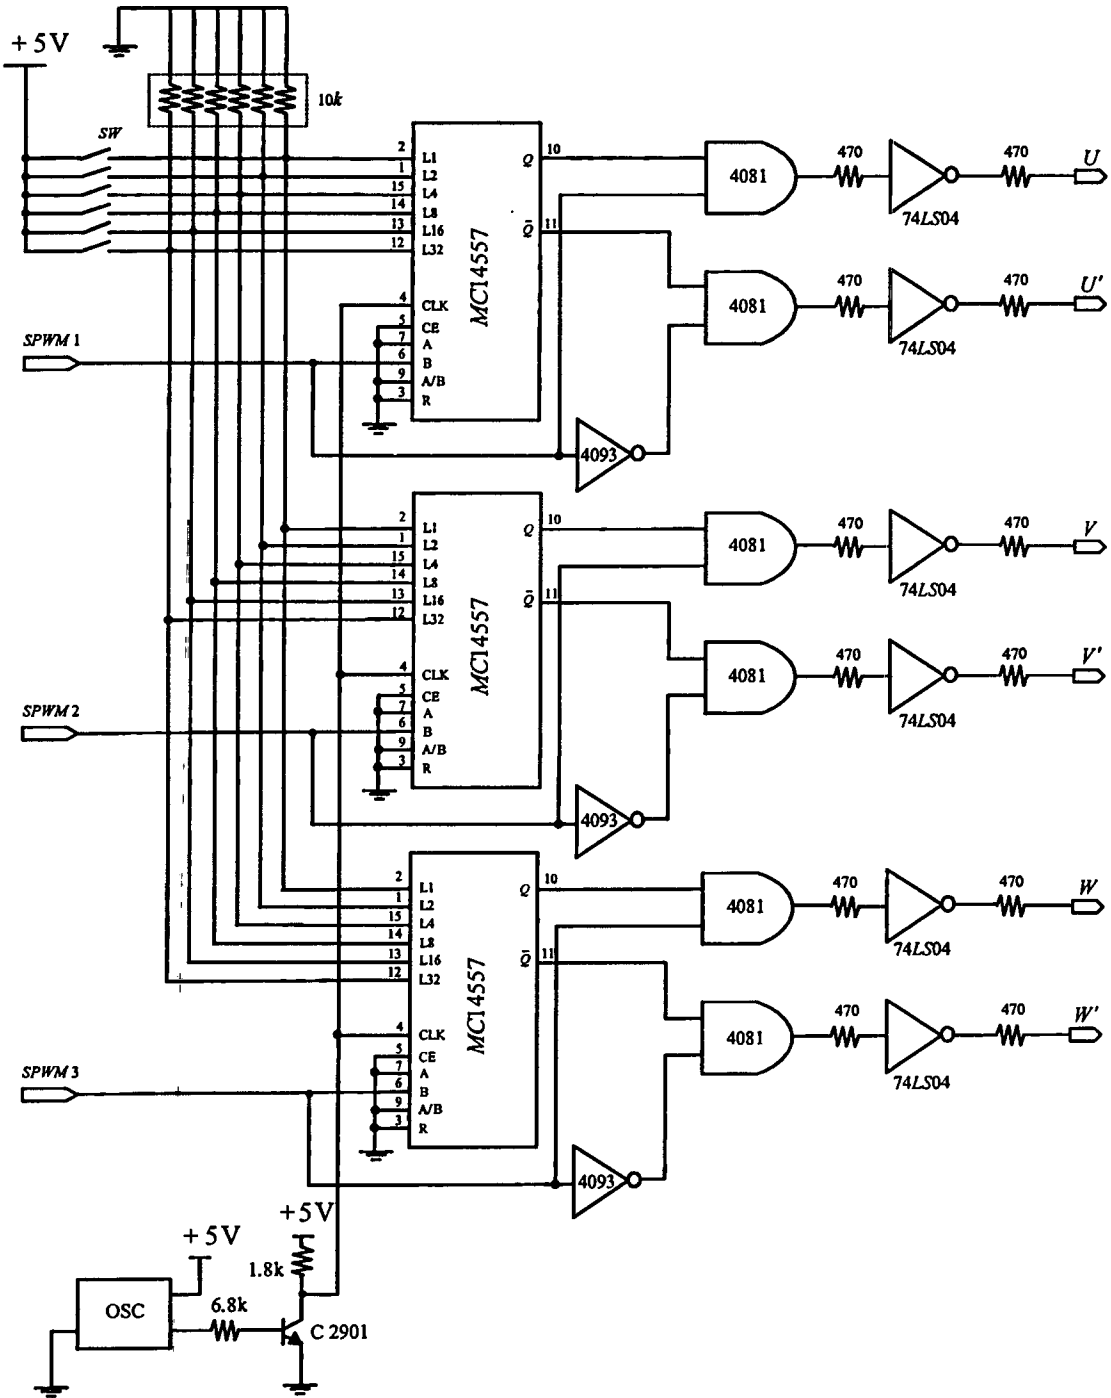 + 5V
10k
SW
2 L1
1 L2
15 L4
14 L8
13 L16
12 L32
4 CLK
5 CE
7 A
6 B
9 A/B
3 R
MC14557
Q 10
Q̄ 11
SPWM 1
4081
470
74LS04
470
U
4081
470
74LS04
470
U'
4093
2 L1
1 L2
15 L4
14 L8
13 L16
12 L32
4 CLK
5 CE
7 A
6 B
9 A/B
3 R
MC14557
Q 10
Q̄ 11
SPWM 2
4081
470
74LS04
470
V
4081
470
74LS04
470
V'
4093
2 L1
1 L2
15 L4
14 L8
13 L16
12 L32
4 CLK
5 CE
7 A
6 B
9 A/B
3 R
MC14557
Q 10
Q̄ 11
SPWM 3
4081
470
74LS04
470
W
4081
470
74LS04
470
W'
4093
+5V
+ 5V
1.8k
OSC
6.8k
C 2901